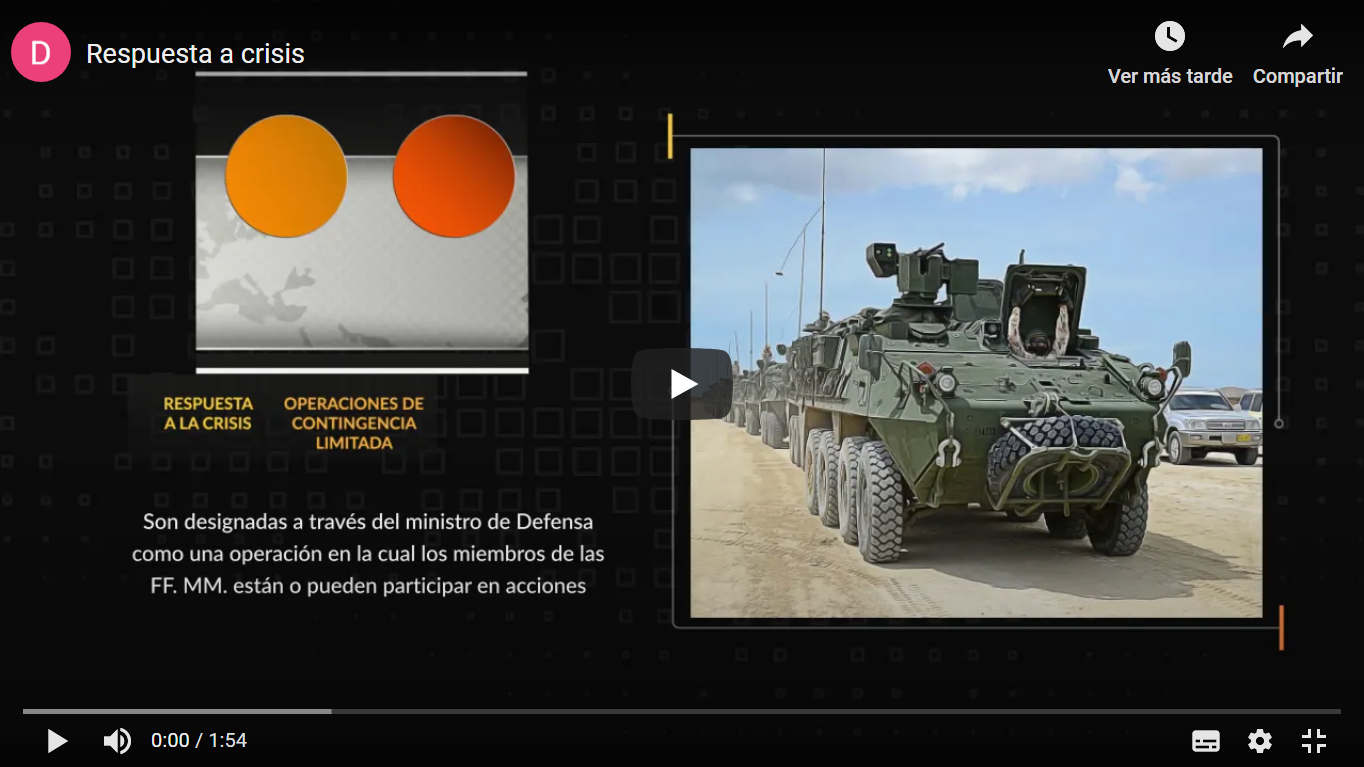 D
Respuesta a crisis
Ver más tarde
Compartir
RESPUESTA
A LA CRISIS
OPERACIONES DE
CONTINGENCIA
LIMITADA
Son designadas a través del ministro de Defensa
como una operación en la cual los miembros de las
FF. MM. están o pueden participar en acciones
0:00 / 1:54